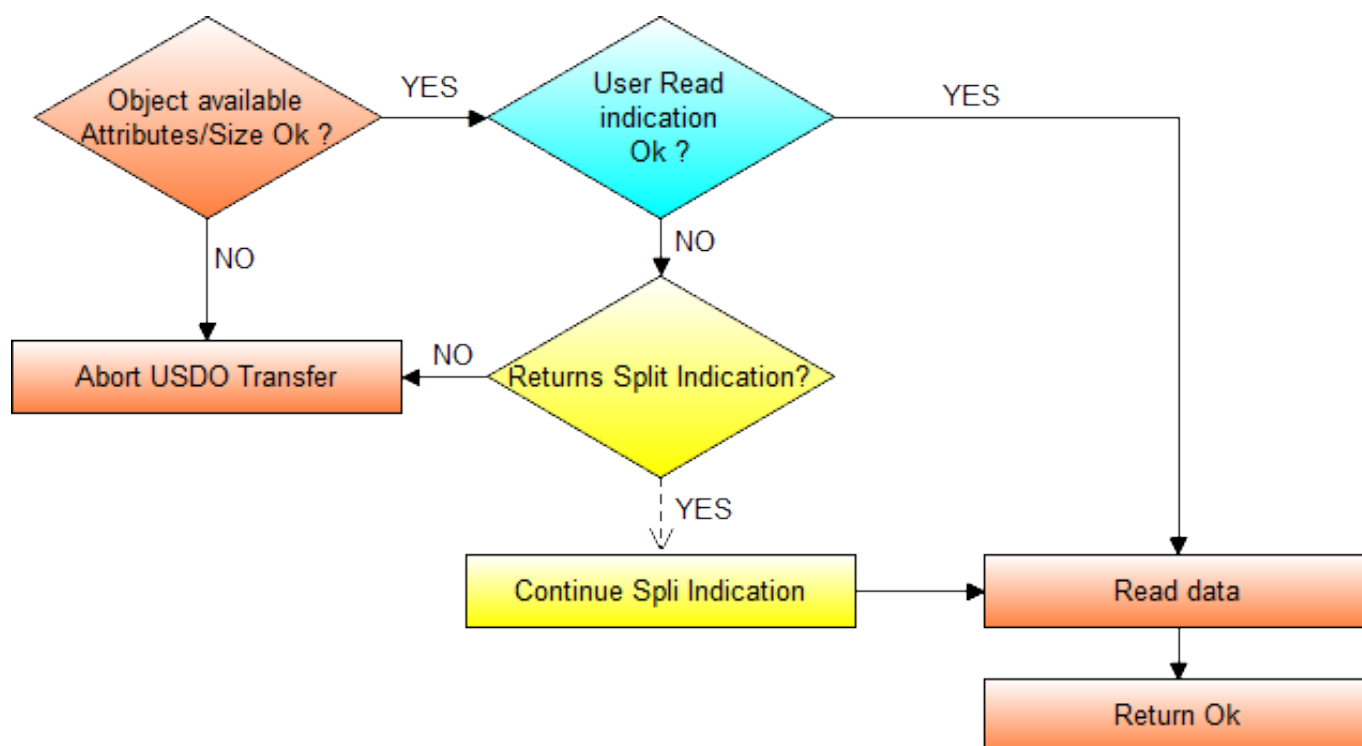 Object available
Attributes/Size Ok ?
YES
User Read
indication
Ok ?
YES
NO
NO
Abort USDO Transfer
NO
Returns Split Indication?
YES
Continue Spli Indication
Read data
Return Ok